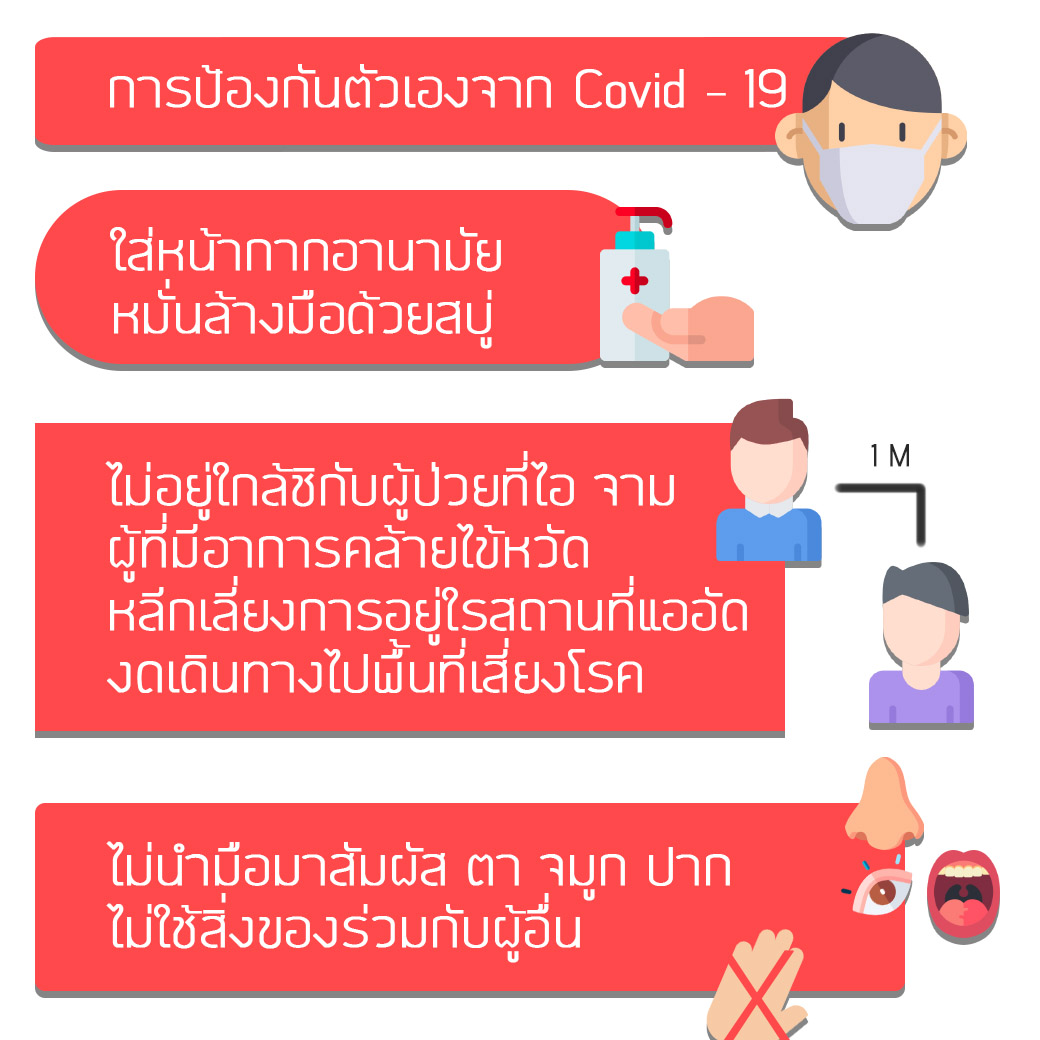 การป้องกันตัวเองจาก Covid - 19
ใส่หน้ากากอานามัย
หมั่นล้างมือด้วยสบู่
ไม่อยู่ใกล้ชิกับผู้ป่วยที่ไอ จาม
ผู้ที่มีอาการคล้ายไข้หวัด
หลีกเลี่ยงการอยู่ใรสถานที่แออัด
งดเดินทางไปพื้นที่เสี่ยงโรค
1 M
ไม่นำมือมาสัมผัส ตา จมูก ปาก
ไม่ใช้สิ่งของร่วมกับผู้อื่น